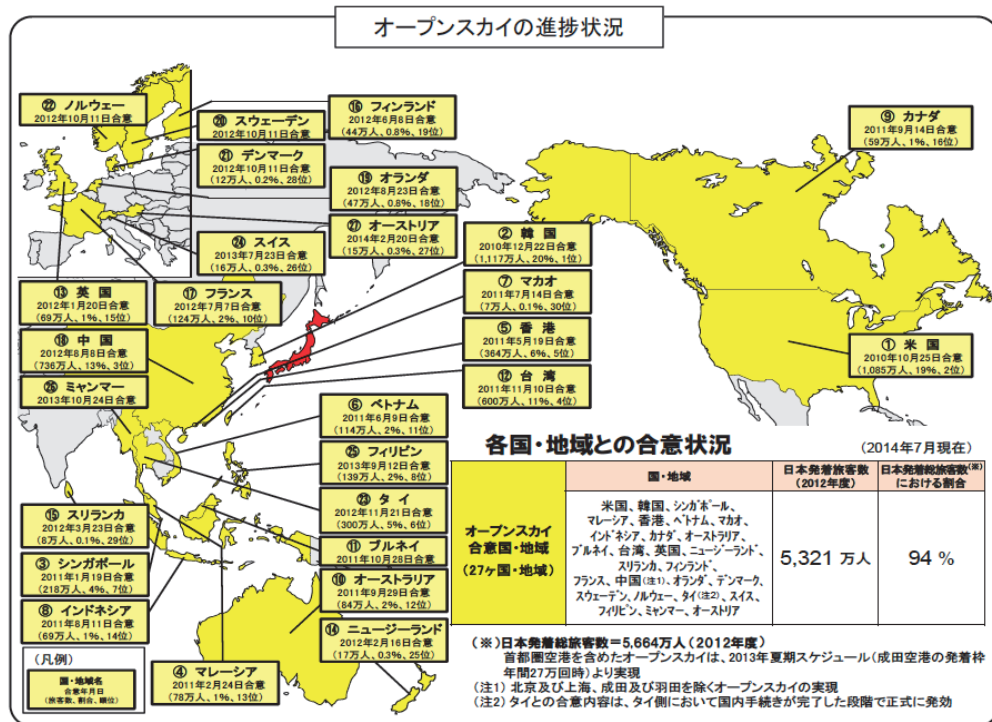 オープンスカイの進捗状況
㉒ ノルウェー
2012年10月11日合意
⑯ フィンランド
2012年6月8日合意
(44万人、0.8%、19位)
⑳ スウェーデン
2012年10月11日合意
㉑ デンマーク
2012年10月11日合意
(12万人、0.2%、28位)
⑲ オランダ
2012年8月23日合意
(47万人、0.8%、18位)
㉗ オーストリア
2014年2月20日合意
(15万人、0.3%、27位)
㉔ スイス
2013年7月23日合意
(16万人、0.3%、26位)
⑨ カナダ
2011年9月14日合意
(59万人、1%、16位)
② 韓国
2010年12月22日合意
(1,117万人、20%、1位)
⑦ マカオ
2011年7月14日合意
(7万人、0.1%、30位)
⑬ 英国
2012年1月20日合意
(69万人、1%、15位)
⑰ フランス
2012年7月7日合意
(124万人、2%、10位)
⑤ 香港
2011年5月19日合意
(364万人、6%、5位)
⑱ 中国
2012年8月8日合意
(736万人、13%、3位)
① 米国
2010年10月25日合意
(1,085万人、19%、2位)
⑫ 台湾
2011年11月10日合意
(600万人、11%、4位)
㉖ ミャンマー
2013年10月24日合意
⑥ ベトナム
2011年6月9日合意
(114万人、2%、11位)
㉕ フィリピン
2013年9月12日合意
(139万人、2%、8位)
㉓ タイ
2012年11月21日合意
(300万人、5%、6位)
⑮ スリランカ
2012年3月23日合意
(8万人、0.1%、29位)
⑪ ブルネイ
2011年10月28日合意
③ シンガポール
2011年1月19日合意
(218万人、4%、7位)
⑩ オーストラリア
2011年9月29日合意
(84万人、2%、12位)
⑧ インドネシア
2011年8月11日合意
(69万人、1%、14位)
⑭ ニュージーランド
2012年2月16日合意
(17万人、0.3%、25位)
④ マレーシア
2011年2月24日合意
(78万人、1%、13位)
(凡例)
国・地域名
合意年月日
(旅客数、割合、順位)
各国・地域との合意状況
(2014年7月現在)
国・地域
日本発着旅客数
(2012年度)
日本発着総旅客数(※)
における割合
オープンスカイ
合意国・地域
(27ヶ国・地域)
米国、韓国、シンガポール、
マレーシア、香港、ベトナム、マカオ、
インドネシア、カナダ、オーストラリア、
ブルネイ、台湾、英国、ニュージーランド、
スリランカ、フィンランド、
フランス、中国(注1)、オランダ、デンマーク、
スウェーデン、ノルウェー、タイ(注2)、スイス、
フィリピン、ミャンマー、オーストリア
5,321 万人
94 %
(※)日本発着総旅客数=5,664万人(2012年度)
首都圏空港を含めたオープンスカイは、2013年夏期スケジュール(成田空港の発着枠
年間27万回時)より実現
(注1) 北京及び上海、成田及び羽田を除くオープンスカイの実現
(注2) タイとの合意内容は、タイ側において国内手続きが完了した段階で正式に発効